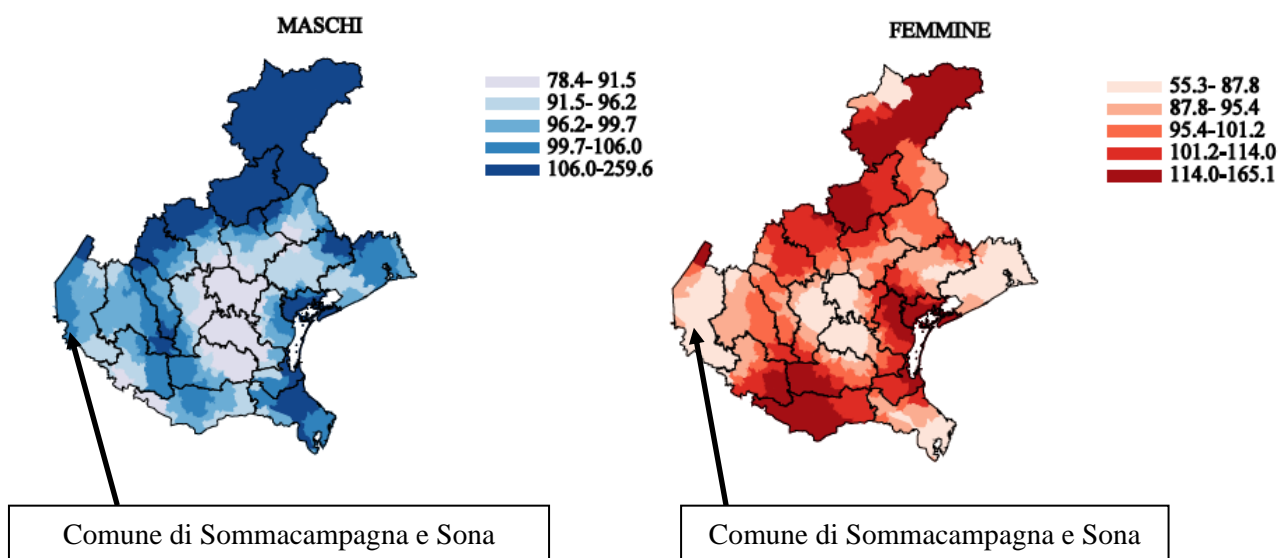 MASCHI
78.4- 91.5
91.5- 96.2
96.2- 99.7
99.7-106.0
106.0-259.6
Comune di Sommacampagna e Sona
FEMMINE
55.3- 87.8
87.8- 95.4
95.4-101.2
101.2-114.0
114.0-165.1
Comune di Sommacampagna e Sona